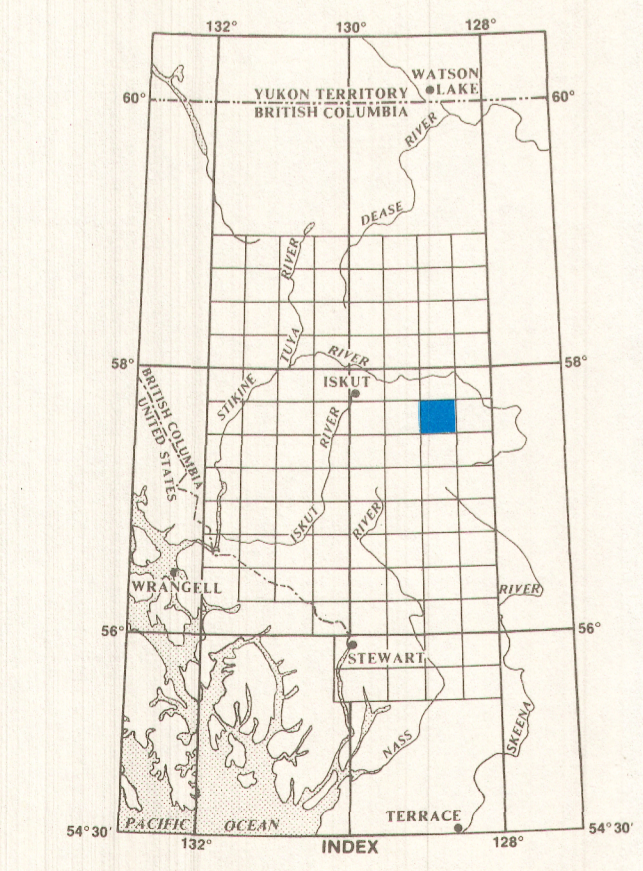 132° 130° 128°
WATSON
LAKE
60° YUKON TERRITORY 60°
BRITISH COLUMBIA
RIVER
DEASE
RIVER
TUYA
RIVER
58° 58°
ISKUT
STIKINE
RIVER
BRITISH COLUMBIA
UNITED STATES
ISKUT
RIVER
WRANGELL
RIVER
56° 56°
STEWART
SKEENA
NASS
TERRACE
PACIFIC OCEAN
54°30' 54°30'
132° 128°
INDEX